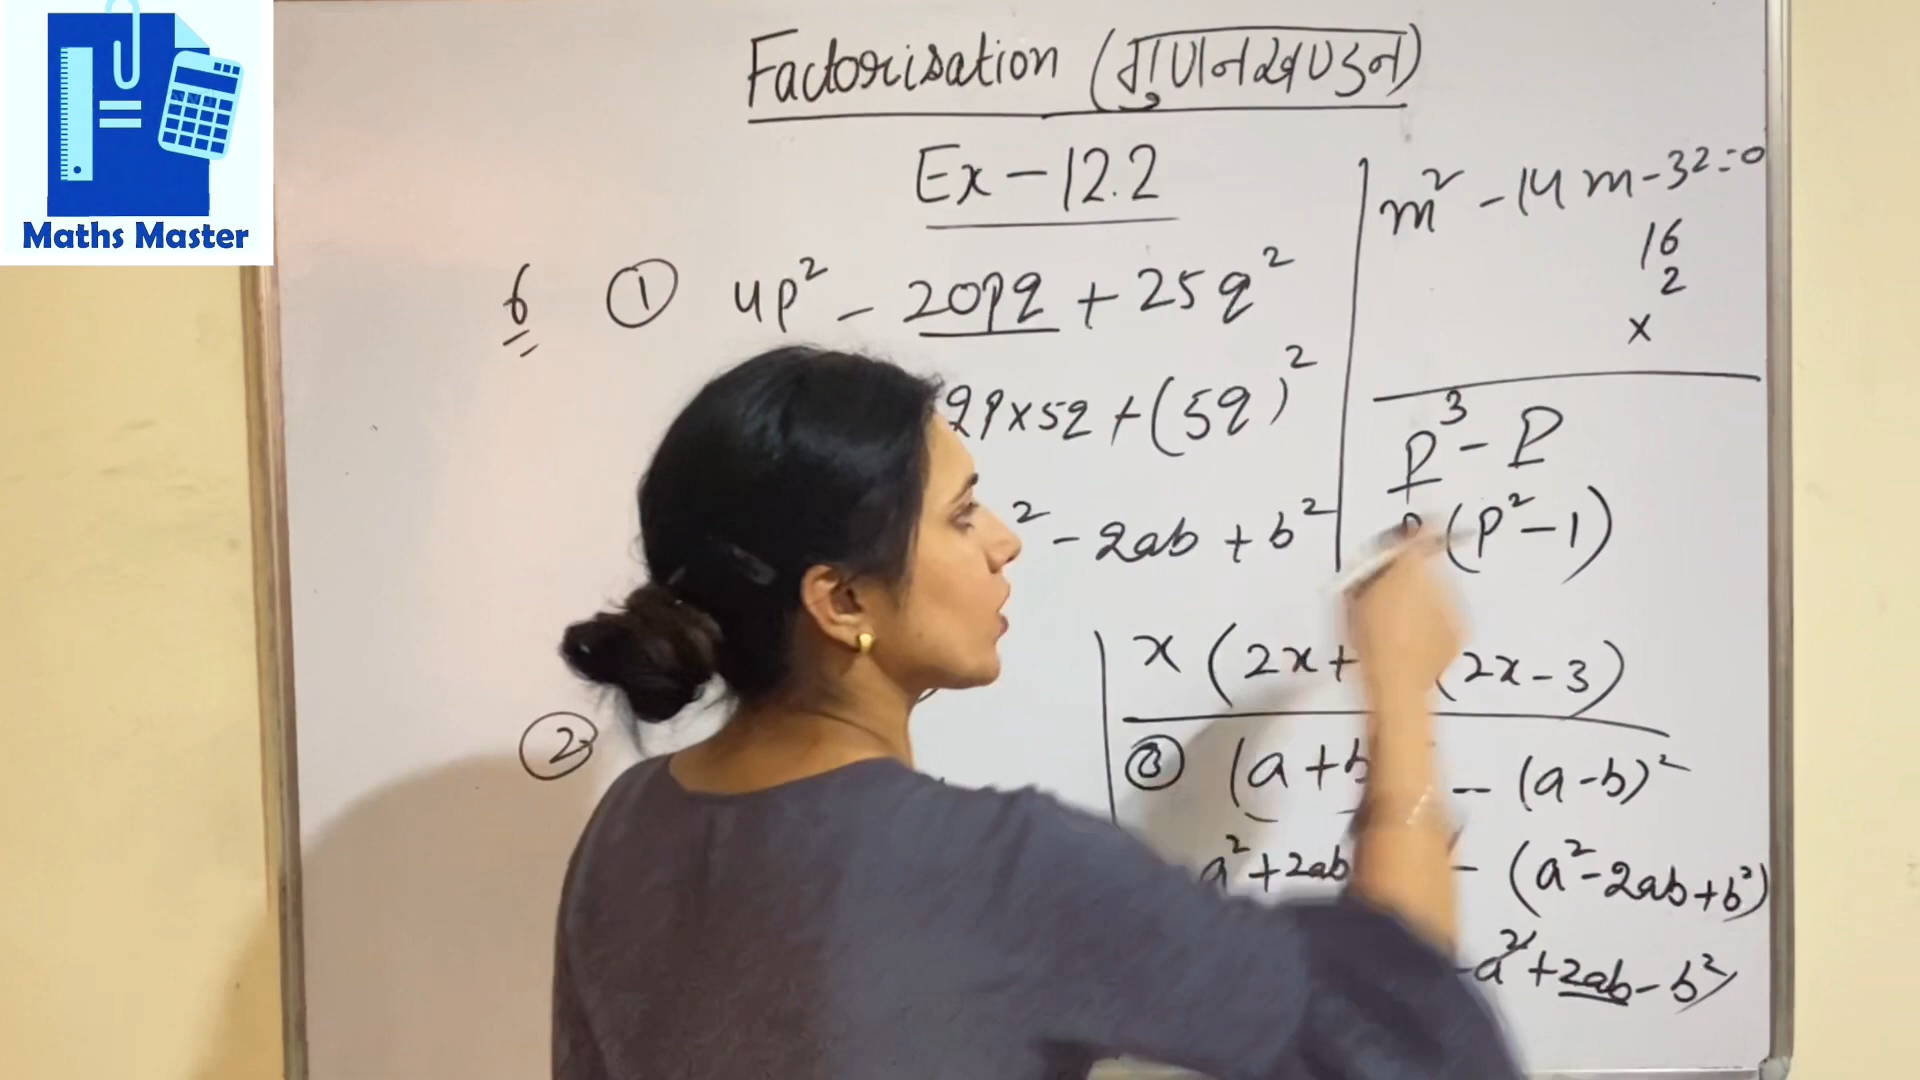 Maths Master
Factorisation (गुणनखण्डन)
Ex - 12.2
6 ① 4p² - 20pq + 25q²
2p x 5q + (5q)²
² - 2ab + b²
②
m² - 14m - 32 = 0
16
2
x
p³ - p
(p² - 1)
x (2x + (2x - 3)
③ (a + b - (a - b)²
a² + 2ab - (a² - 2ab + b²)
- a² + 2ab - b²